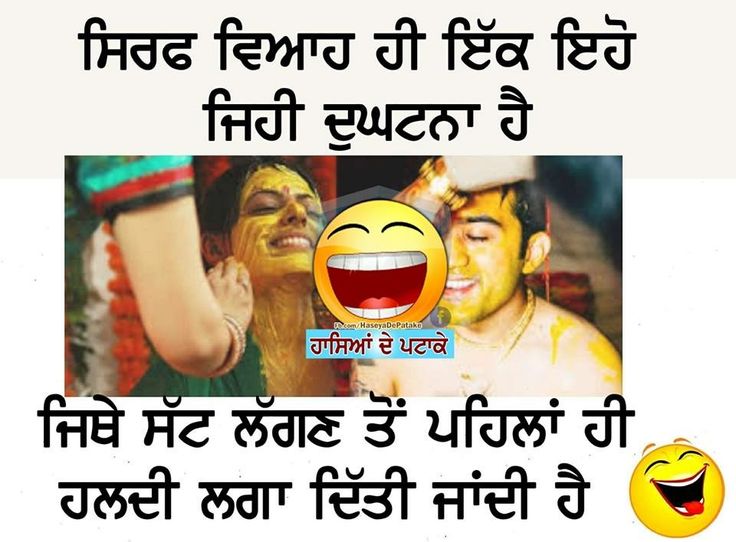 ਸਿਰਫ ਵਿਆਹ ਹੀ ਇੱਕ ਇਹੋ
ਜਿਹੀ ਦੁਘਟਨਾ ਹੈ
Fb.com/HaseyaDePatake
ਹਾਸਿਆਂ ਦੇ ਪਟਾਕੇ
ਜਿਥੇ ਸੱਟ ਲੱਗਣ ਤੋਂ ਪਹਿਲਾਂ ਹੀ
ਹਲਦੀ ਲਗਾ ਦਿੱਤੀ ਜਾਂਦੀ ਹੈ